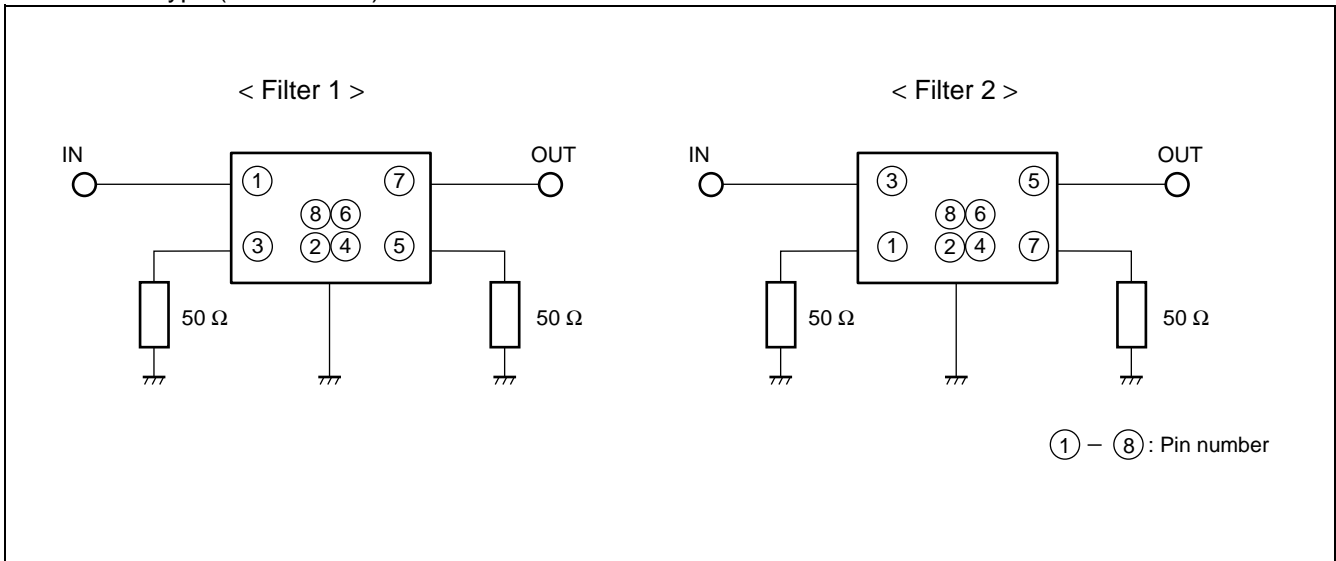 < Filter 1 >
IN
OUT
1
7
8 6
3
2 4
5
50 Ω
50 Ω
< Filter 2 >
IN
OUT
3
5
8 6
1
2 4
7
50 Ω
50 Ω
1 – 8 : Pin number